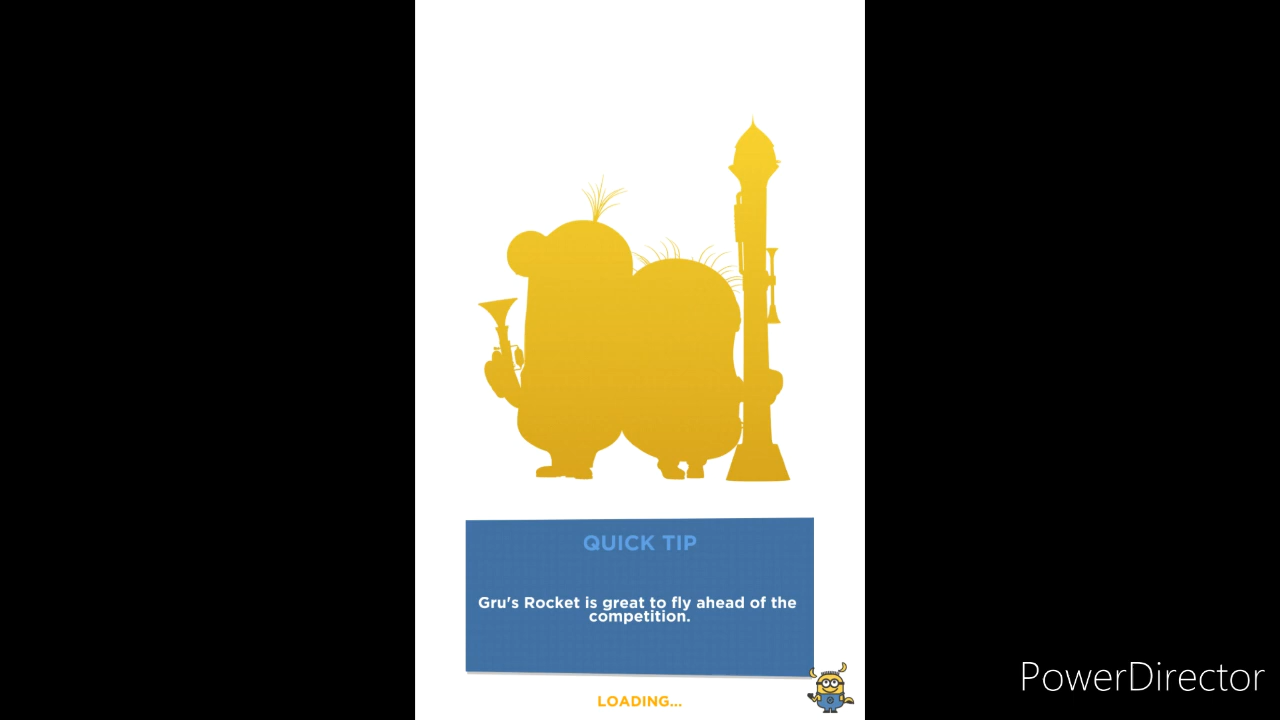 QUICK TIP
Gru's Rocket is great to fly ahead of the
competition.
LOADING...
PowerDirector